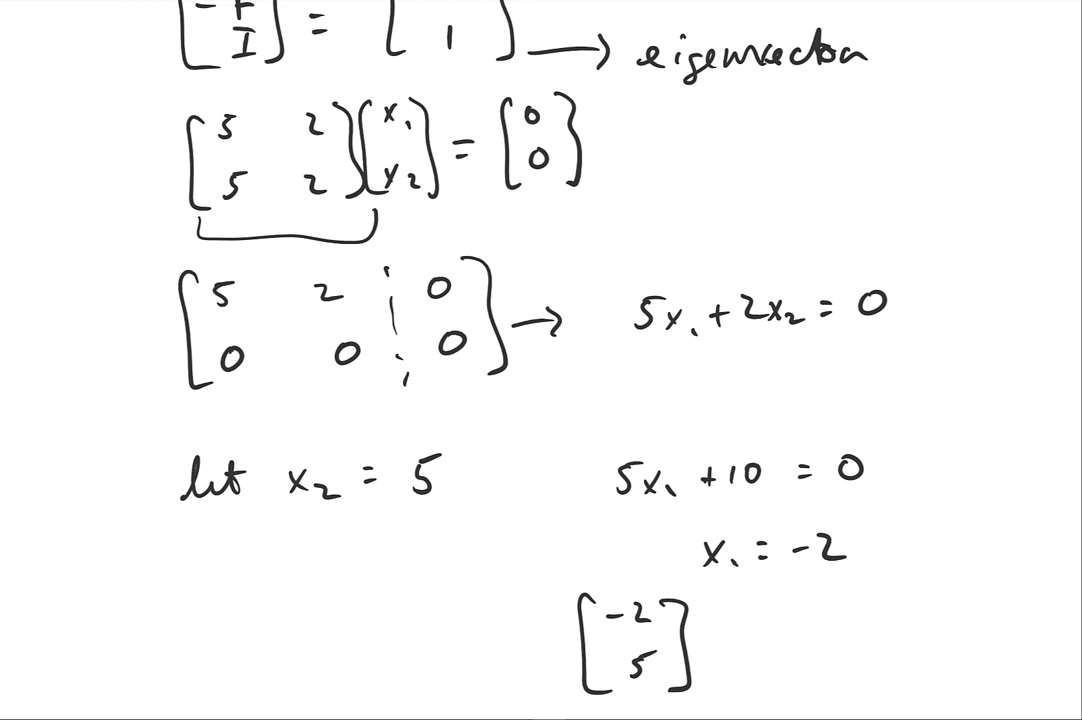 [-F I] = [ 1] → eigenvector
[5 2 5 2][x₁ x₂] = [0 0]
[5 2 ¦ 0
0 0 ¦ 0] → 5x₁ + 2x₂ = 0
let x₂ = 5 5x₁ + 10 = 0
x₁ = -2
[-2
5]